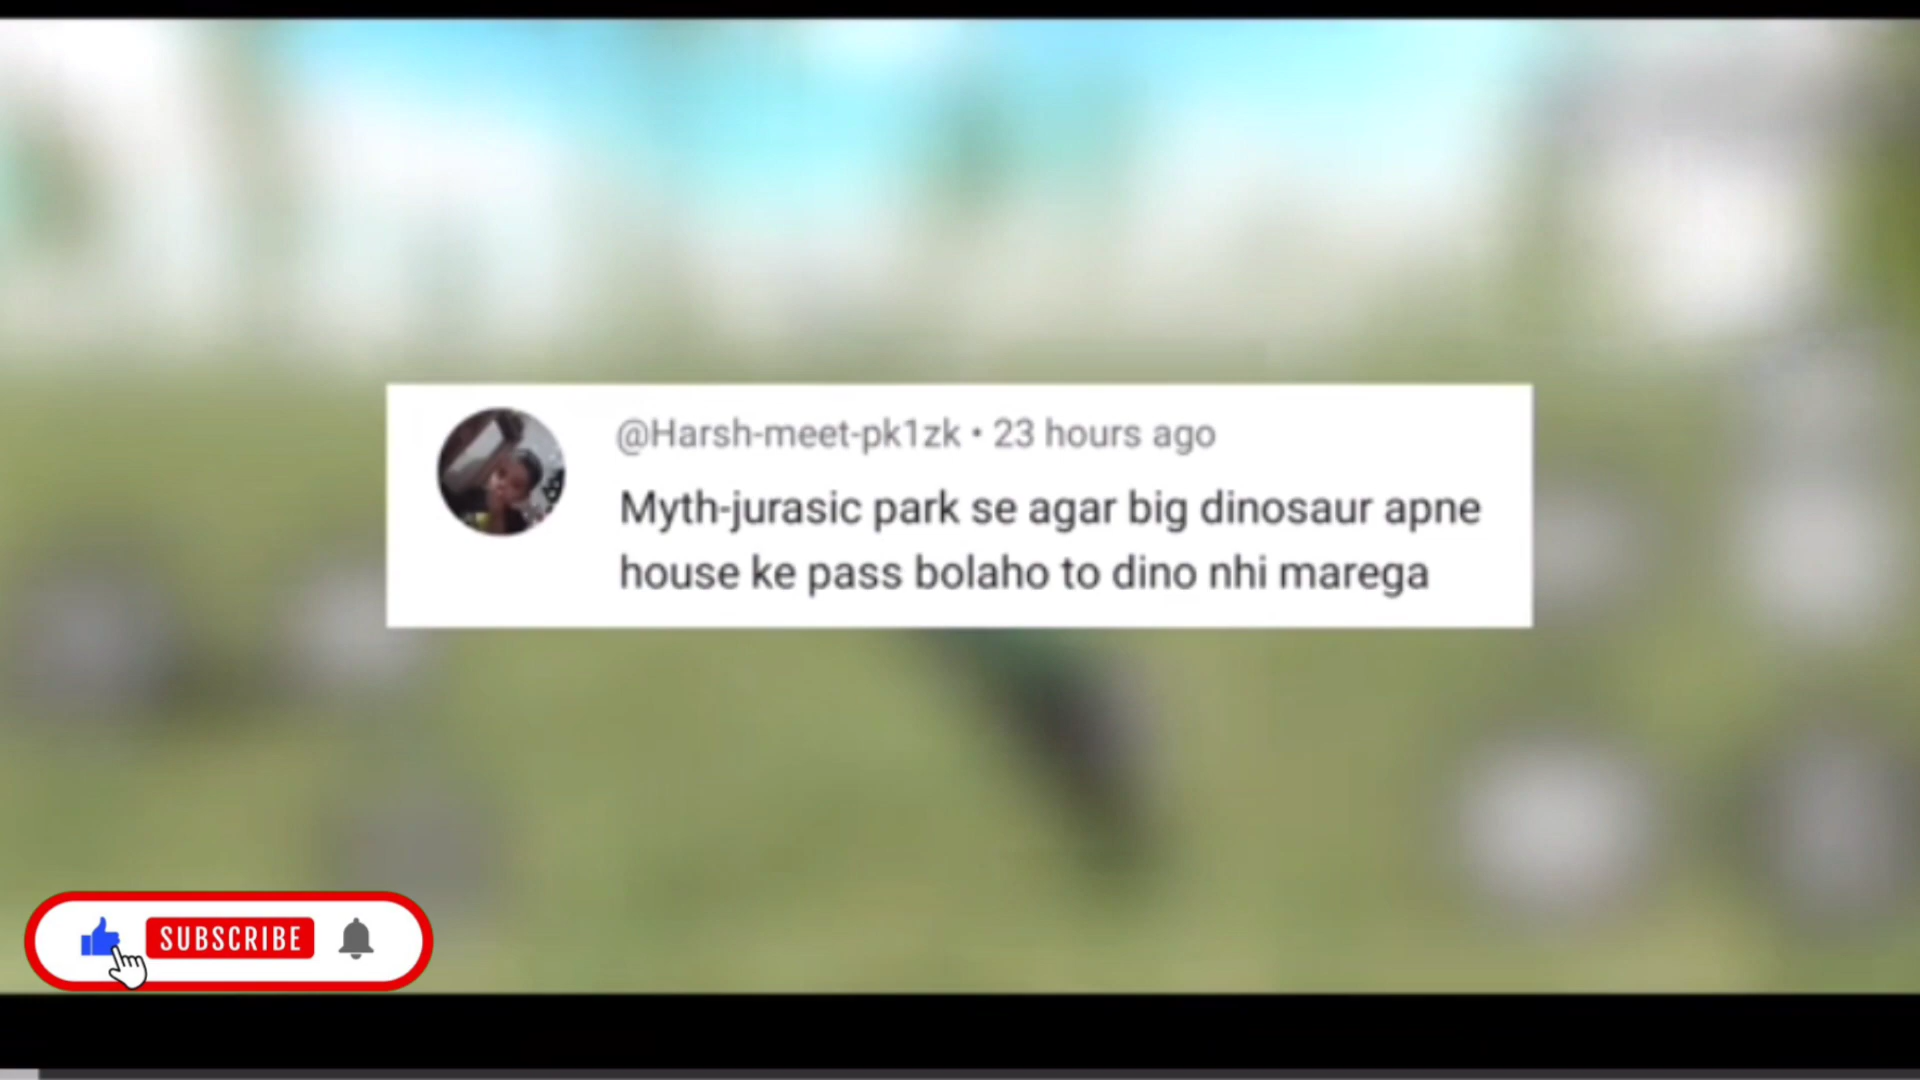 @Harsh-meet-pk1zk • 23 hours ago
Myth-jurasic park se agar big dinosaur apne
house ke pass bolaho to dino nhi marega
SUBSCRIBE